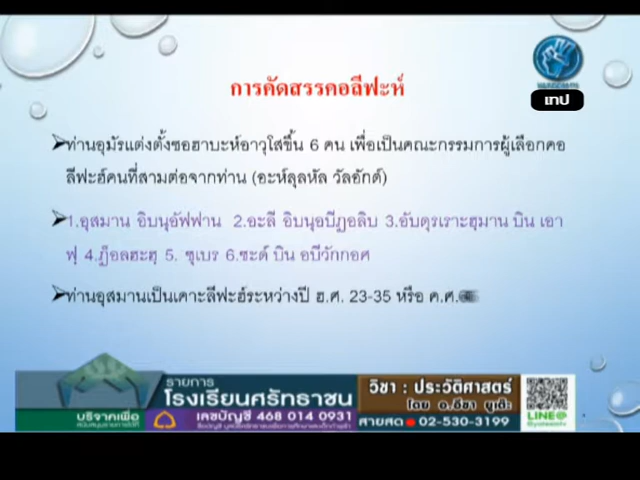 การคัดสรรคอลีฟะห์
เทป
ท่านอุมัรแต่งตั้งซอฮาบะห์อาวุโสขึ้น 6 คน เพื่อเป็นคณะกรรมการผู้เลือกคอ
ลีฟะฮ์คนที่สามต่อจากท่าน (อะห์ลุลหัล วัลอักด์)
1.อุสมาน อิบนุอัฟฟาน 2.อะลี อิบนุอบีฏอลิบ 3.อับดุรเราะฮุมาน บิน เอา
ฟุ 4.ฏ็อลฮะฮฺ 5. ซุเบร 6.ซะด์ บิน อบีวักกอศ
ท่านอุสมานเป็นเคาะลีฟะฮ์ระหว่างปี ฮ.ศ. 23-35 หรือ ค.ศ.
รายการ
โรงเรียนศรัทธาชน
วิชา : ประวัติศาสตร์
โดย
บริจาคเพื่อ
เลขบัญชี 468 014 0931
สายสด 02-530-3199
LINE@